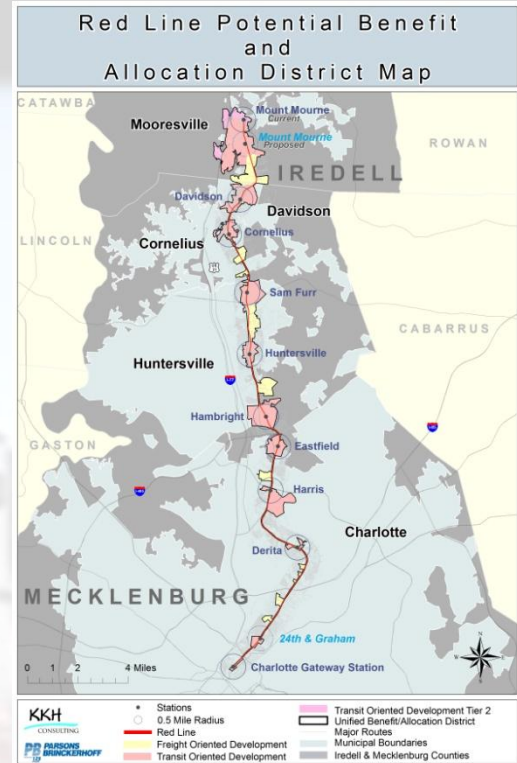 Red Line Potential Benefit
and
Allocation District Map
CATAWBA
Mount Mourne
Current
Mooresville
Mount Mourne
Proposed
ROWAN
IREDELL
Davidson
Davidson
LINCOLN
Cornelius
Cornelius
Sam Furr
CABARRUS
Huntersville
Huntersville
Hambright
GASTON
Eastfield
Harris
Charlotte
Derita
MECKLENBURG
24th & Graham
Charlotte Gateway Station
0 1 2 4 Miles
N
KKH
CONSULTING
PB PARSONS
BRINCKERHOFF
Stations
0.5 Mile Radius
Red Line
Freight Oriented Development
Transit Oriented Development
Transit Oriented Development Tier 2
Unified Benefit/Allocation District
Major Routes
Municipal Boundaries
Iredell & Mecklenburg Counties